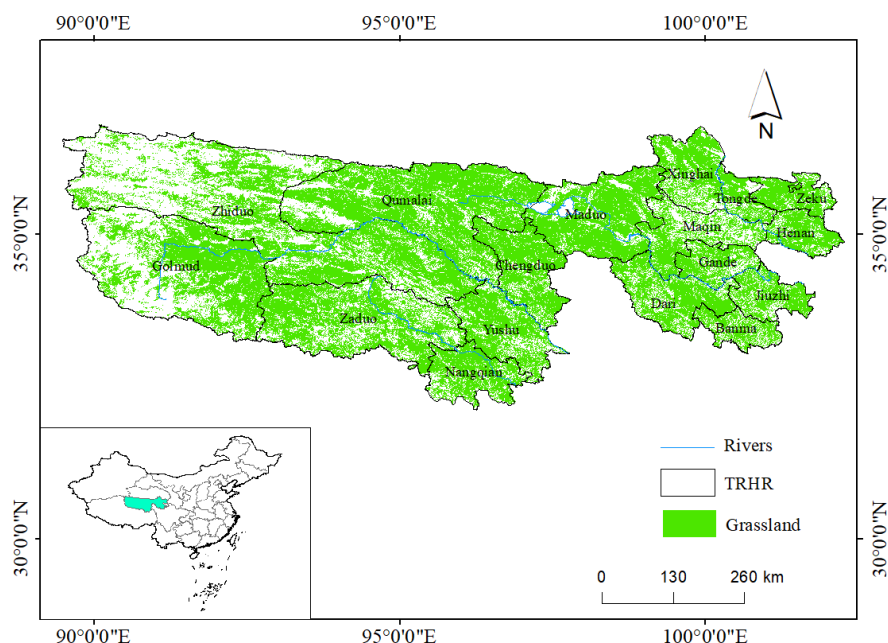 90°0'0"E 95°0'0"E 100°0'0"E
N
Xinghai
Qumalai
Tongde
Zeku
Zhiduo
Maduo
Maqin
Henan
35°0'0"N
35°0'0"N
Golmud
Chengduo
Gande
Jiuzhi
Dari
Zaduo
Yushu
Banma
Nangqian
Rivers
TRHR
Grassland
30°0'0"N
30°0'0"N
0 130 260 km
90°0'0"E 95°0'0"E 100°0'0"E